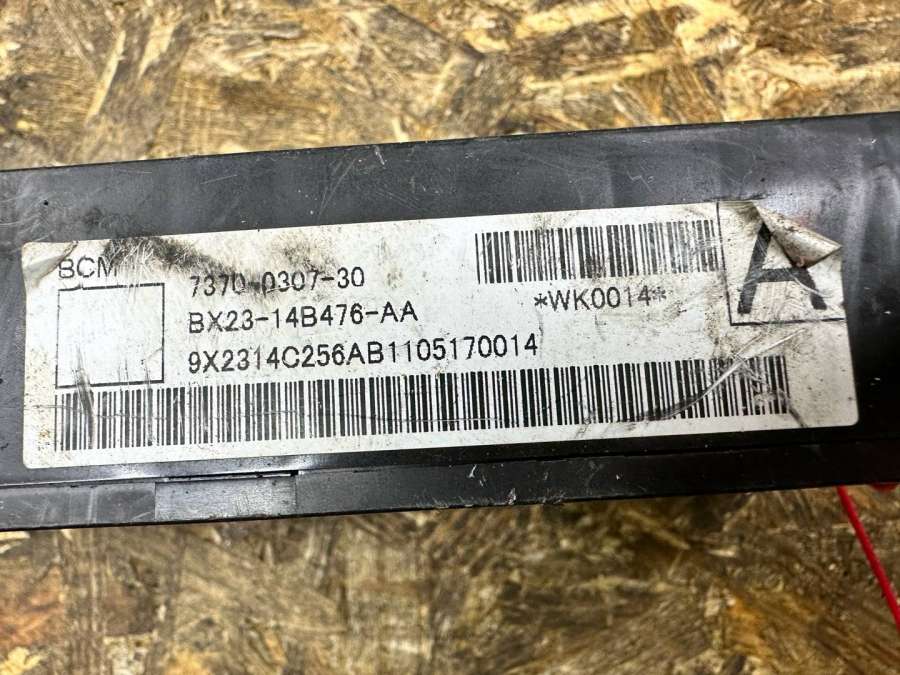 BCM
7370-0307-30
BX23-14B476-AA
9X2314C256AB1105170014
*WK0014*
A